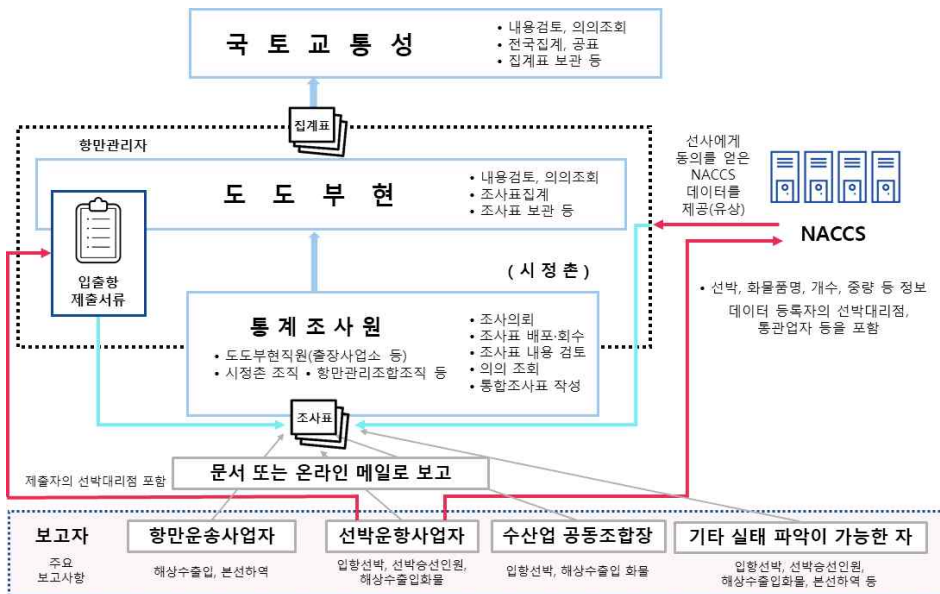 국 토 교 통 성
• 내용검토, 의의조회
• 전국집계, 공표
• 집계표 보관 등
집계표
항만관리자
도 도 부 현
• 내용검토, 의의조회
• 조사표집계
• 조사표 보관 등
선사에게
동의를 얻은
NACCS
데이터를
제공(유상)
NACCS
입출항
제출서류
( 시 정 촌 )
• 선박, 화물품명, 개수, 중량 등 정보
데이터 등록자의 선박대리점,
통관업자 등을 포함
통계조사원
• 도도부현직원(출장사업소 등)
• 시정촌 조직 • 항만관리조합조직 등
• 조사의뢰
• 조사표 배포·회수
• 조사표 내용 검토
• 의의 조회
• 통합조사표 작성
조사표
문서 또는 온라인 메일로 보고
제출자의 선박대리점 포함
보고자
항만운송사업자
선박운항사업자
수산업 공동조합장
기타 실태 파악이 가능한 자
주요
보고사항
해상수출입, 본선하역
입항선박, 선박승선인원,
해상수출입화물
입항선박, 해상수출입 화물
입항선박, 선박승선인원,
해상수출입화물, 본선하역 등